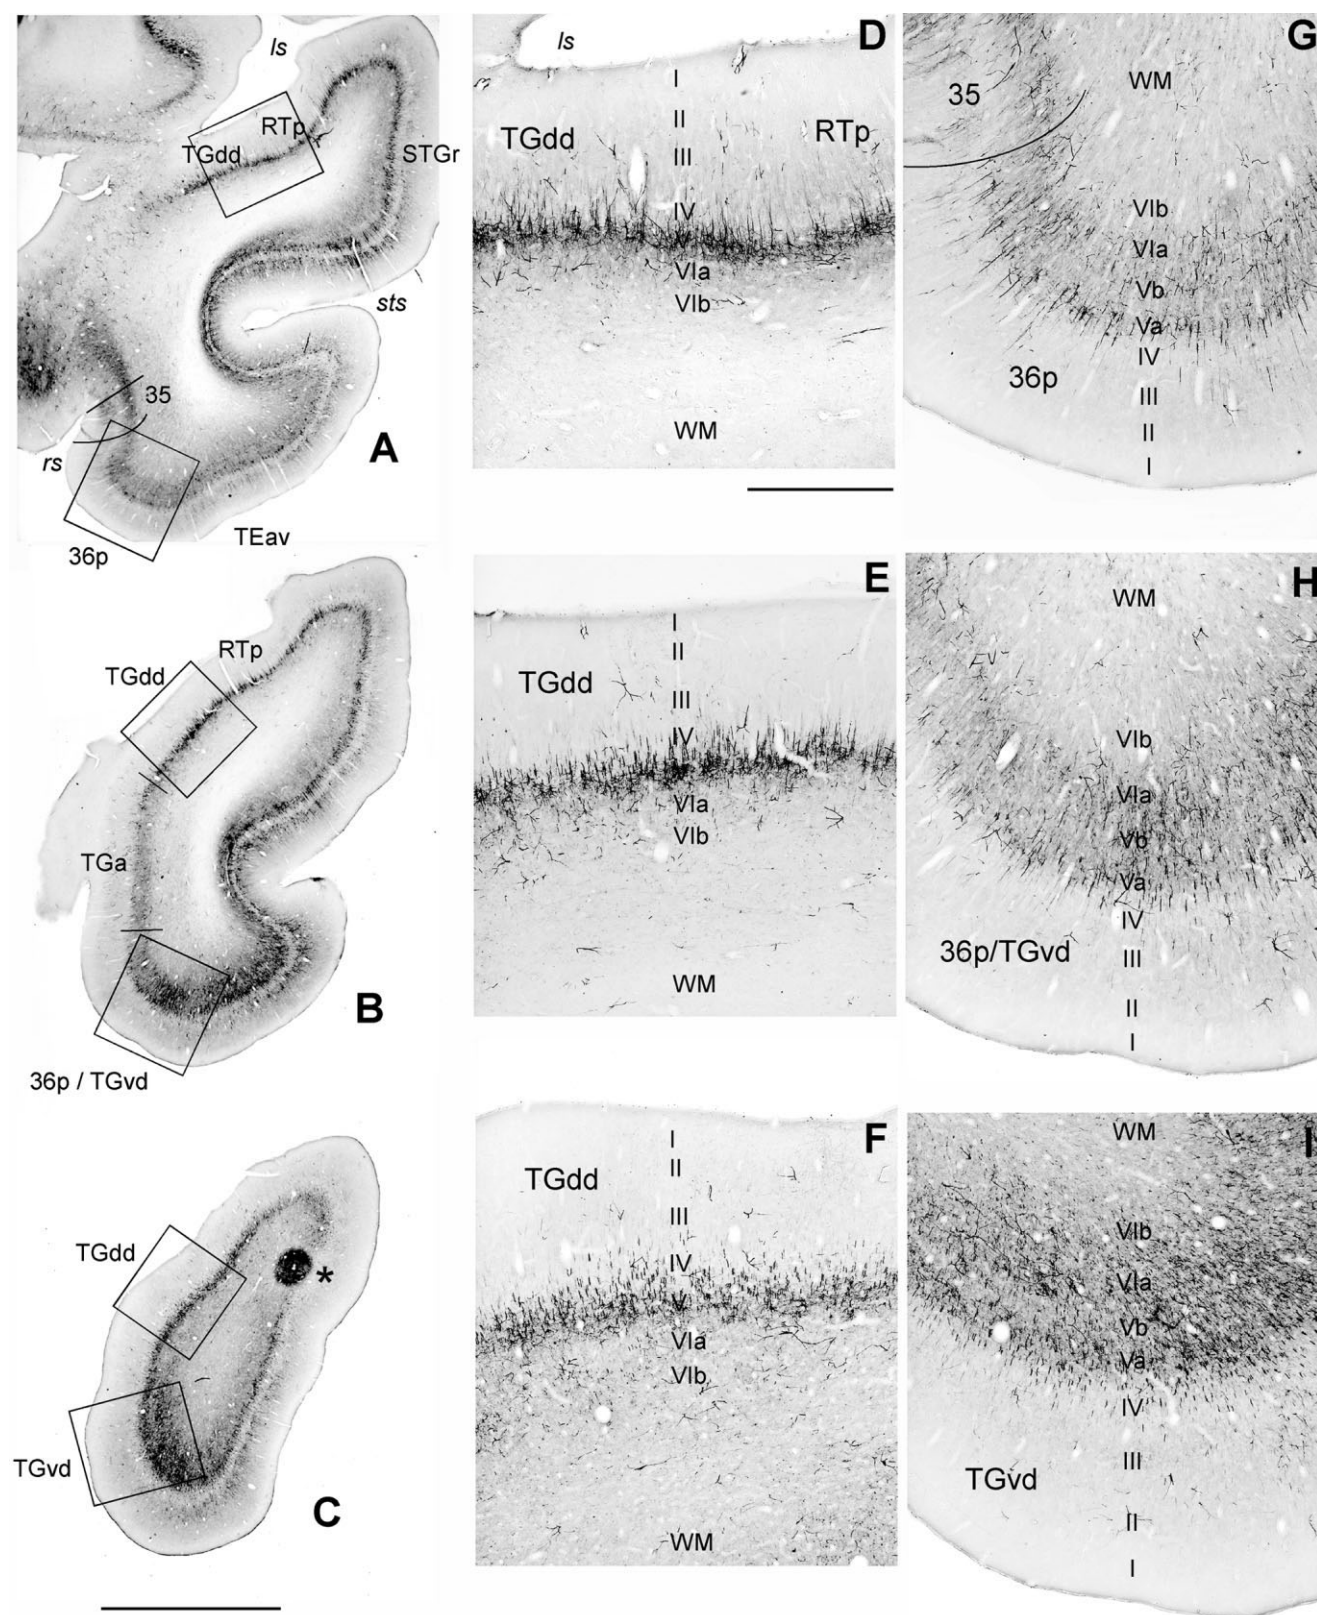 ls
RTp
TGdd
STGr
sts
35
A
rs
TEav
36p
RTp
TGdd
TGa
B
36p / TGvd
TGdd
*
TGvd
C
ls
D
I
II
TGdd
RTp
III
IV
V
VIa
VIb
WM
E
I
II
TGdd
III
IV
VIa
VIb
WM
F
I
II
TGdd
III
IV
V
VIa
VIb
WM
G
WM
35
VIb
VIa
Vb
Va
IV
36p
III
II
I
H
WM
VIb
VIa
Vb
Va
IV
36p/TGvd
III
II
I
I
WM
VIb
VIa
Vb
Va
IV
III
TGvd
II
I